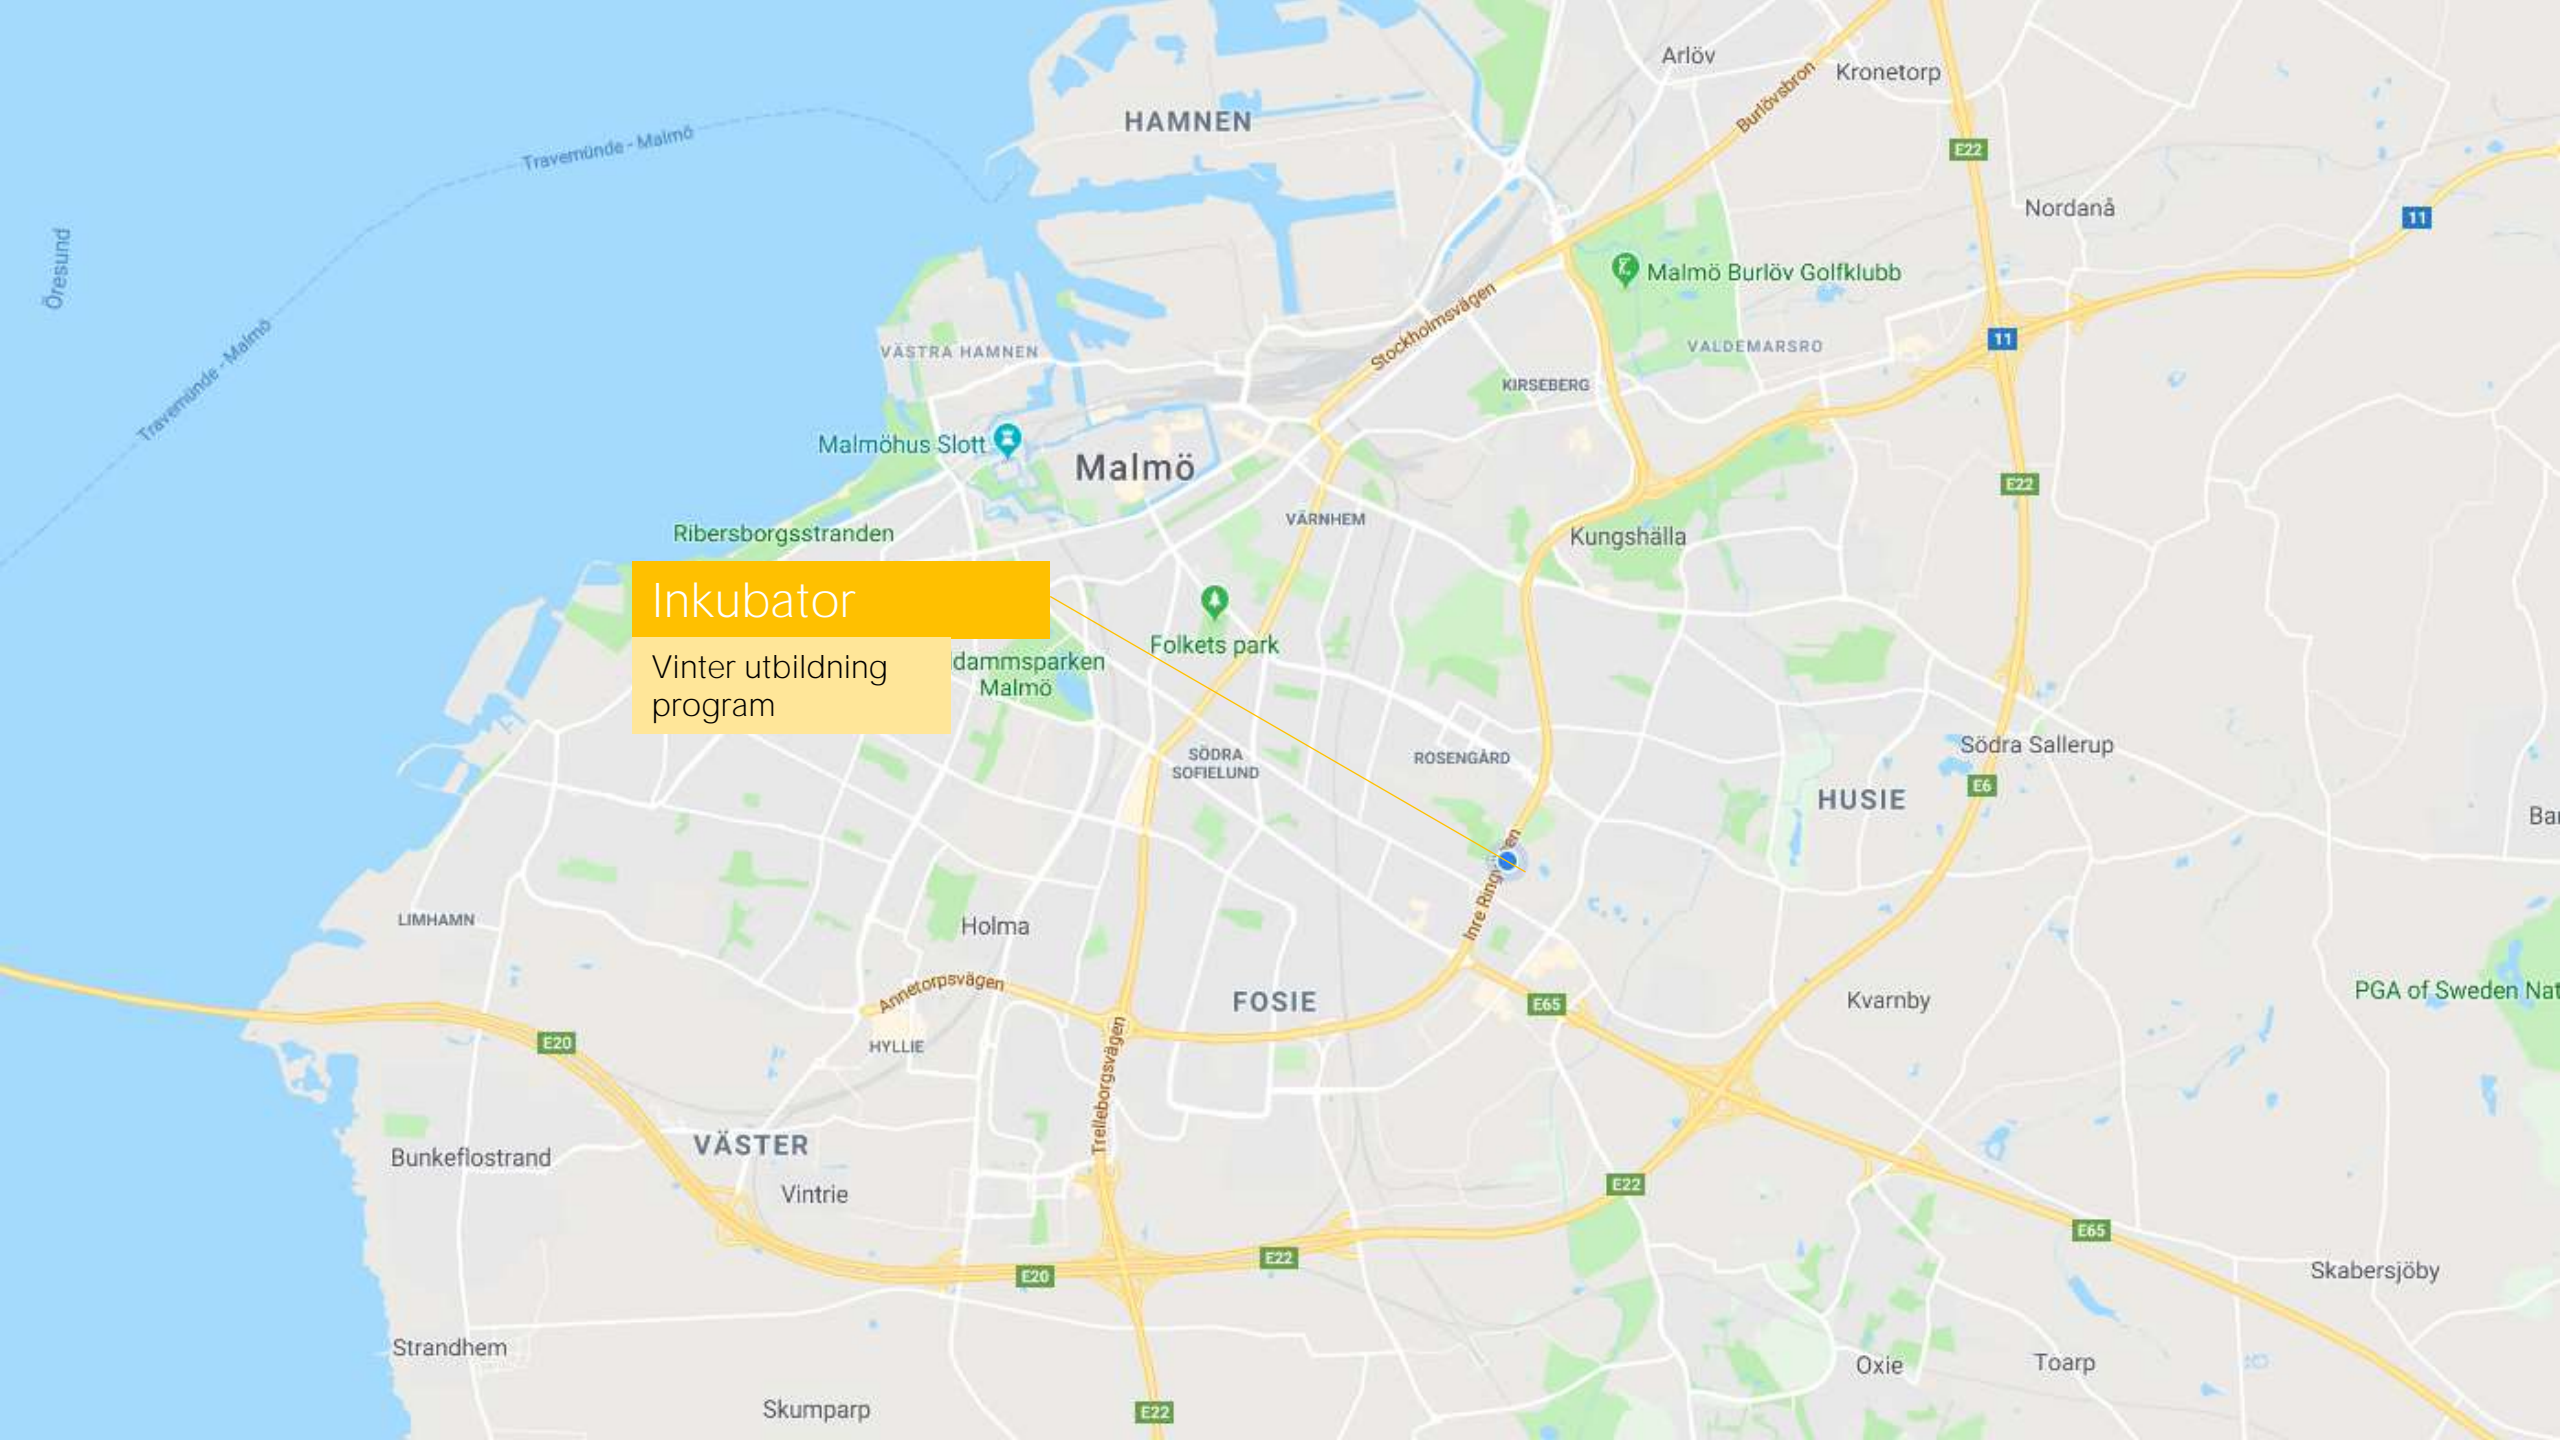 Arlöv
Kronetorp
Burlövsbron
HAMNEN
Travemünde - Malmö
E22
Nordanå
11
Öresund
Malmö Burlöv Golfklubb
Stockholmsvägen
11
VALDEMARSRO
VÄSTRA HAMNEN
Travemünde - Malmö
KIRSEBERG
Malmöhus Slott
Malmö
E22
VÄRNHEM
Ribersborgsstranden
Kungshälla
Inkubator
Vinter utbildning
program
Folkets park
dammsparken
Malmö
SÖDRA
SOFIELUND
ROSENGÅRD
Södra Sallerup
E6
HUSIE
Inre Ring
en
LIMHAMN
Holma
Annetorpsvägen
FOSIE
E65
Kvarnby
PGA of Sweden Nat
E20
HYLLIE
Trelleborgsvägen
VÄSTER
Bunkeflostrand
Vintrie
E22
E65
E22
E20
Skabersjöby
Strandhem
Oxie
Toarp
Skumparp
E22